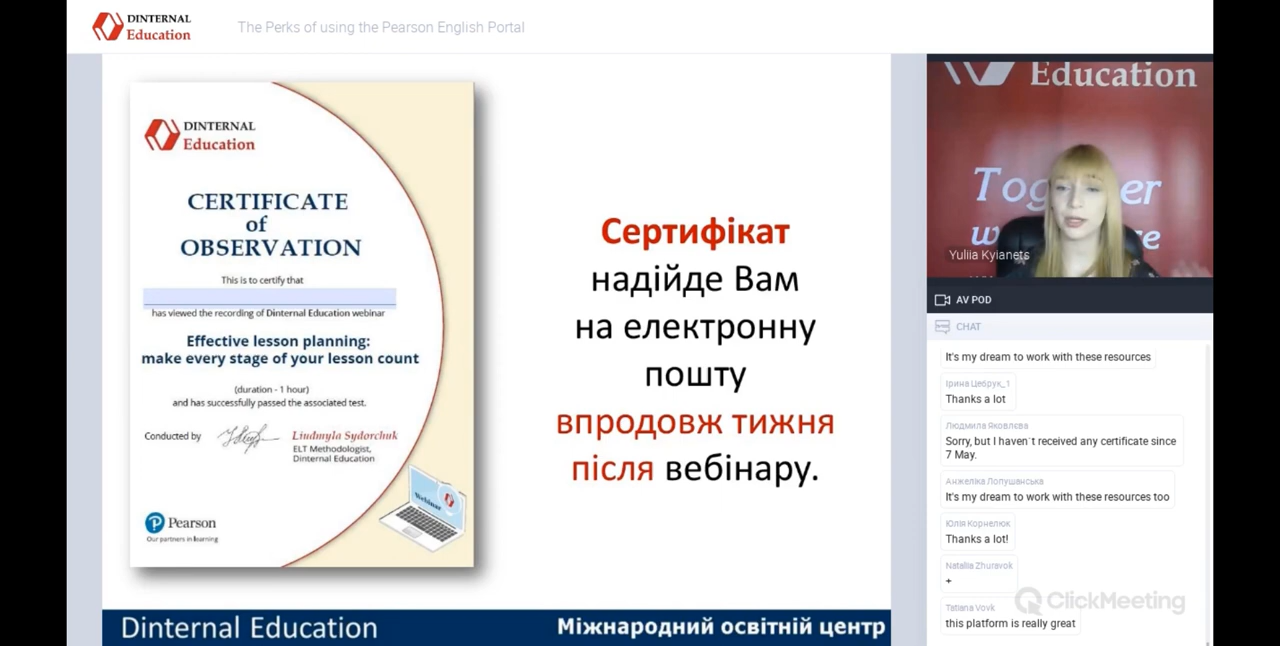 DINTERNAL
Education
The Perks of using the Pearson English Portal
DINTERNAL
Education
CERTIFICATE
of
OBSERVATION
This is to certify that
has viewed the recording of Dinternal Education webinar
Effective lesson planning:
make every stage of your lesson count
(duration - 1 hour)
and has successfully passed the associated test.
Conducted by
Liudmyla Sydorchuk
ELT Methodologist,
Dinternal Education
Webinar
Pearson
Our partners in learning
Сертифікат
надійде Вам
на електронну
пошту
впродовж тижня
після вебінару.
Dinternal Education
Міжнародний освітній центр
Education
Yuliia Kyianets
AV POD
CHAT
It's my dream to work with these resources
Ірина Цебрук_1
Thanks a lot
Людмила Яковлєва
Sorry, but I haven`t received any certificate since
7 May.
Анжеліка Лопушанська
It's my dream to work with these resources too
Юлія Корнелюк
Thanks a lot!
Nataliia Zhuravok
+
Tatiana Vovk
this platform is really great
ClickMeeting